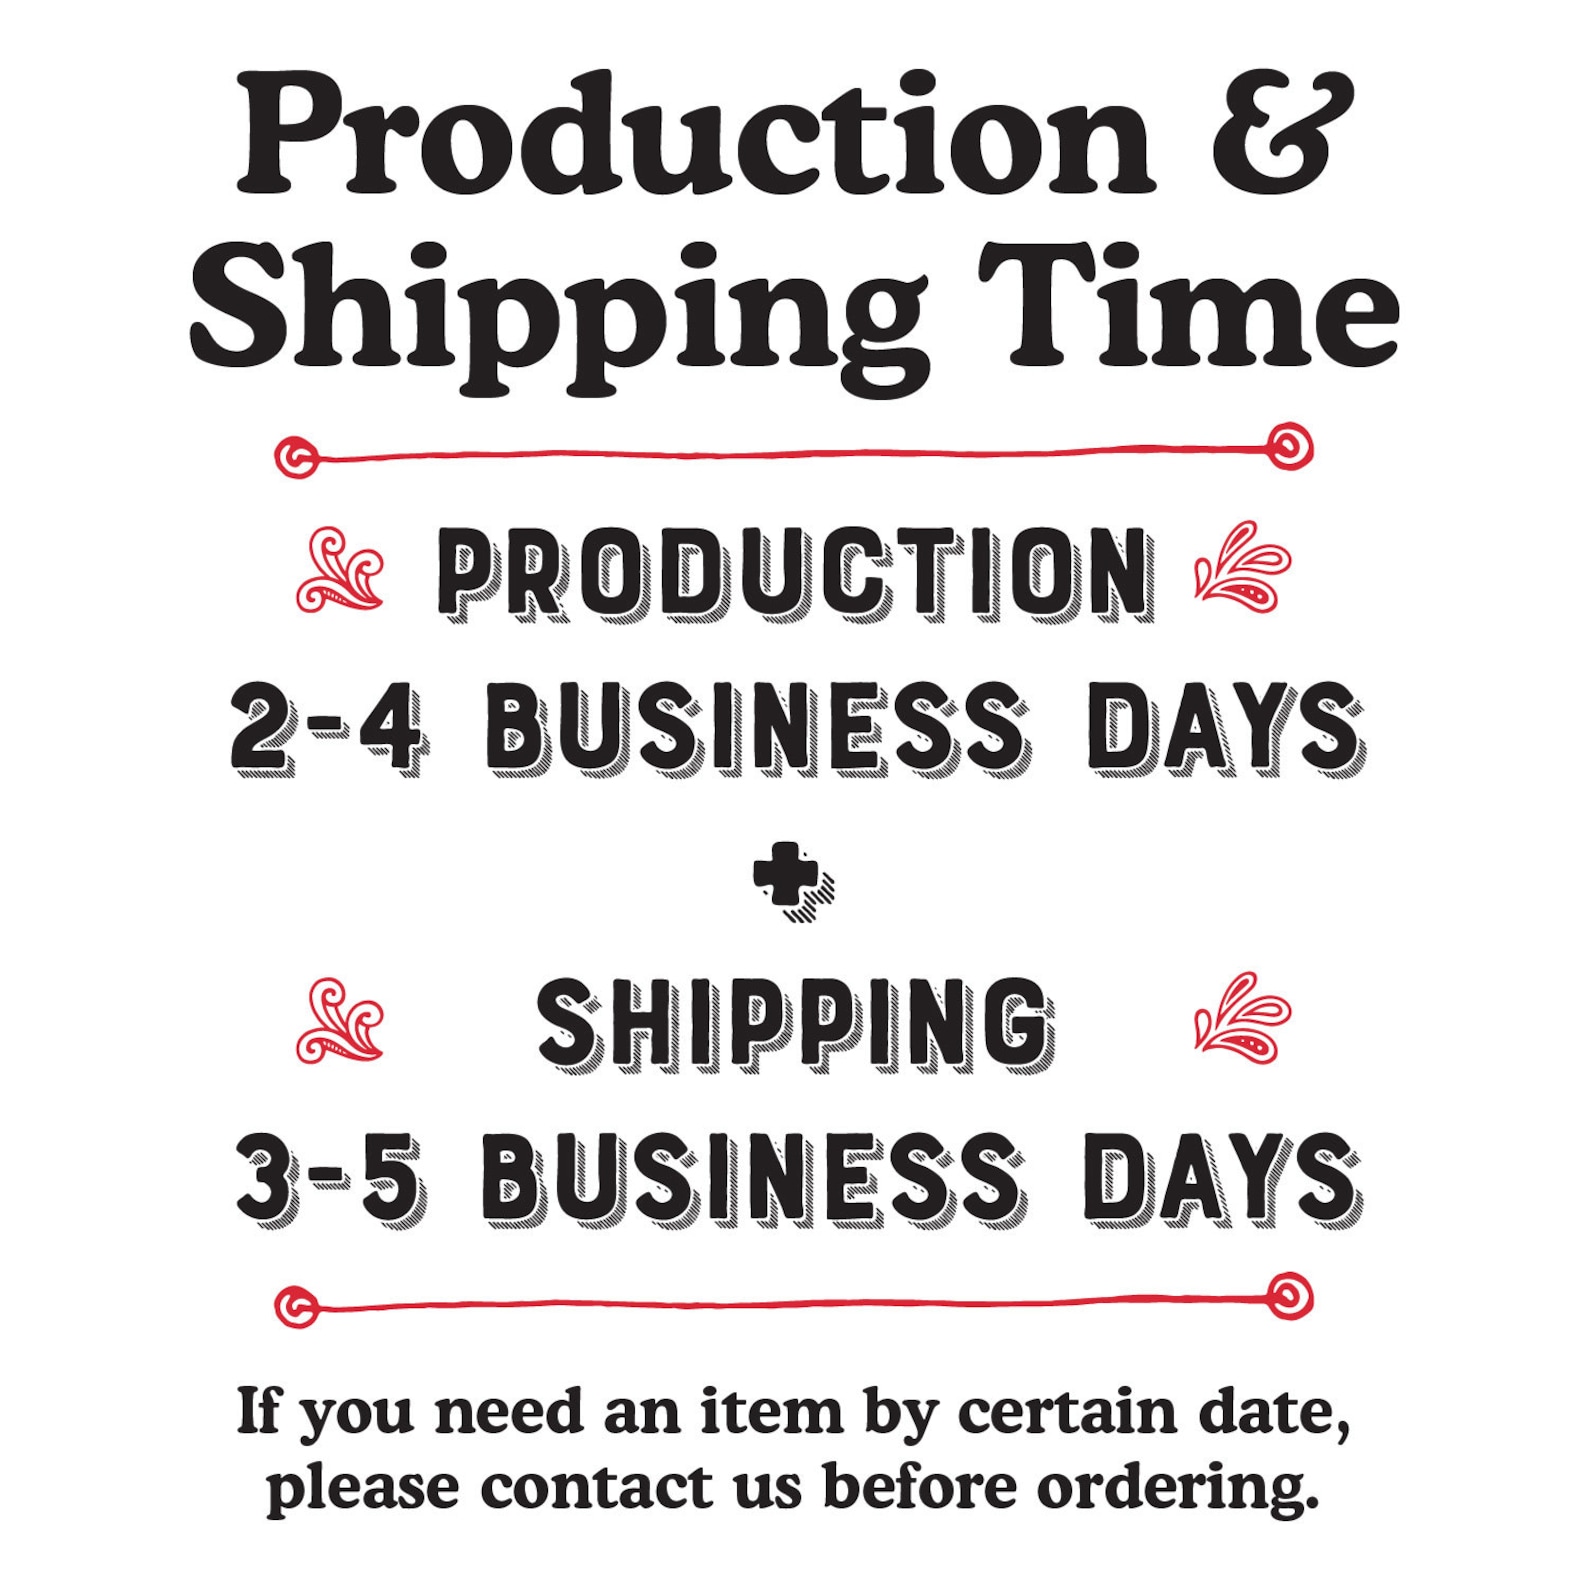 Production &
Shipping Time
PRODUCTION
2-4 BUSINESS DAYS
+
SHIPPING
3-5 BUSINESS DAYS
If you need an item by certain date,
please contact us before ordering.